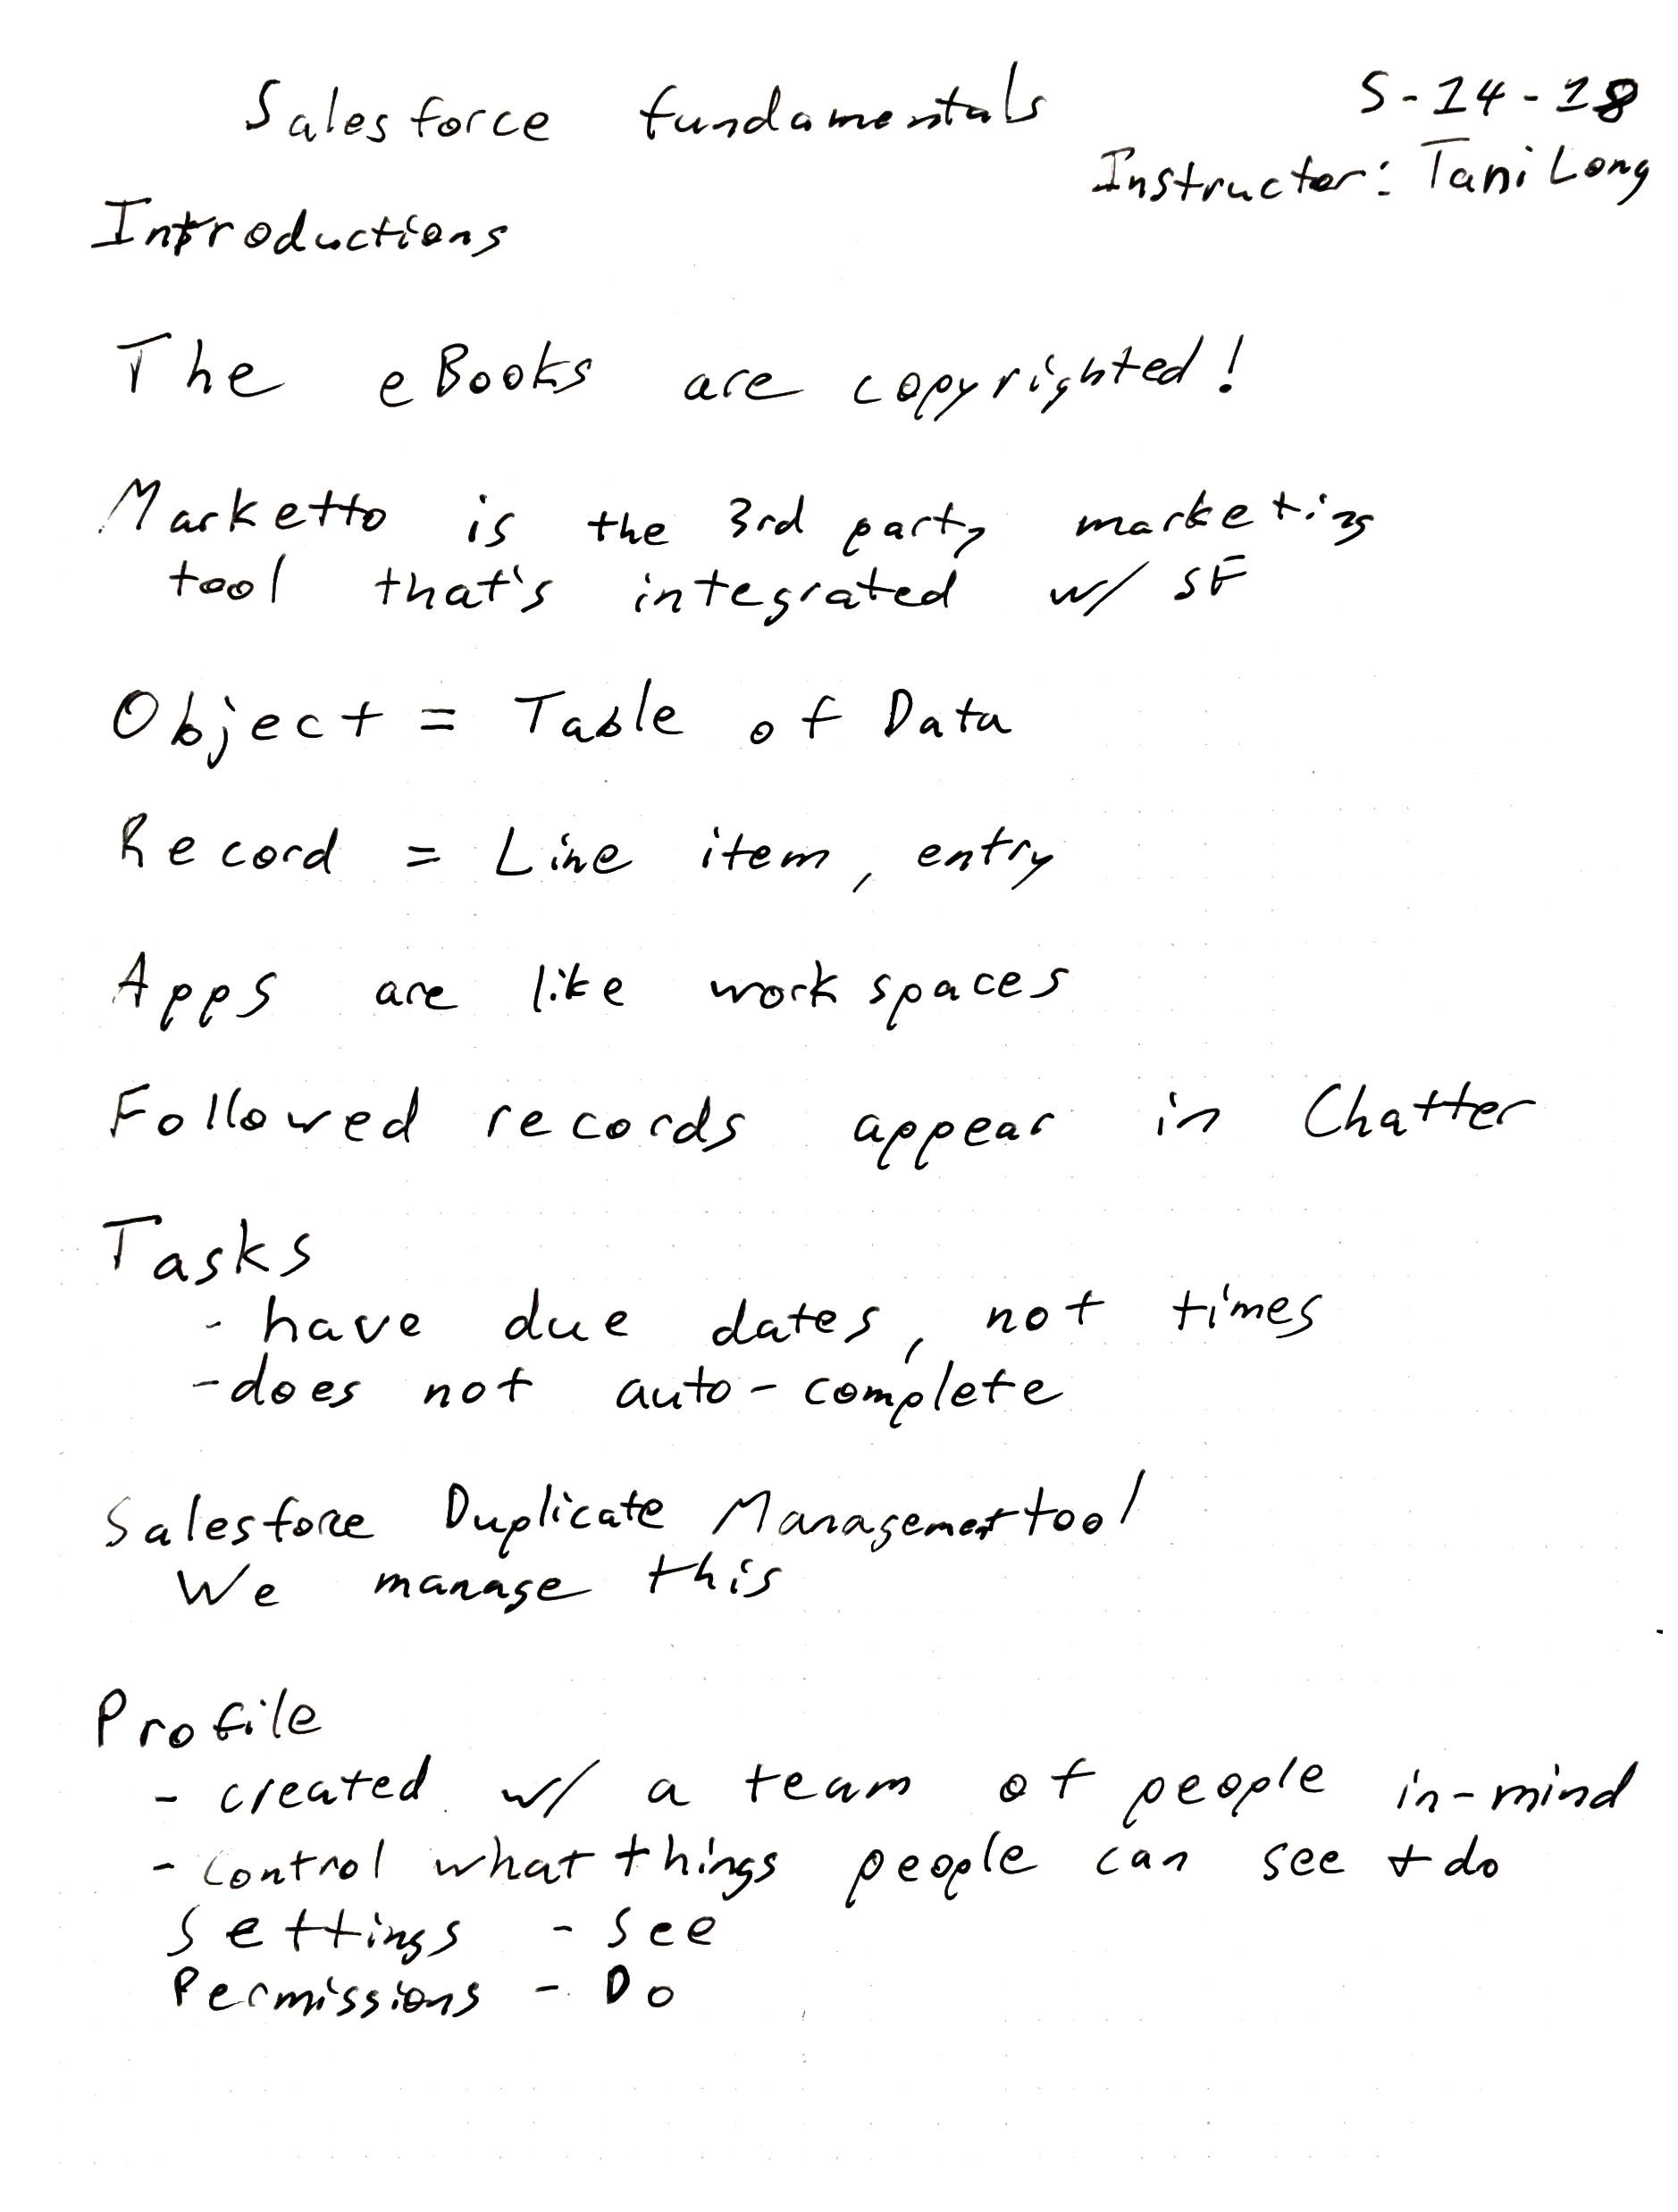 Salesforce fundamentals
5-14-18
Instructor: Tani Long
Introductions
The eBooks are copyrighted!
Marketto is the 3rd party marketing
tool that's integrated w/ SF
Object = Table of Data
Record = Line item, entry
Apps are like work spaces
Followed records appear in Chatter
Tasks
- have due dates, not times
- does not auto-complete
Salesforce Duplicate Management tool
We manage this
Profile
- created w/ a team of people in-mind
- control what things people can see + do
Settings - See
Permissions - Do